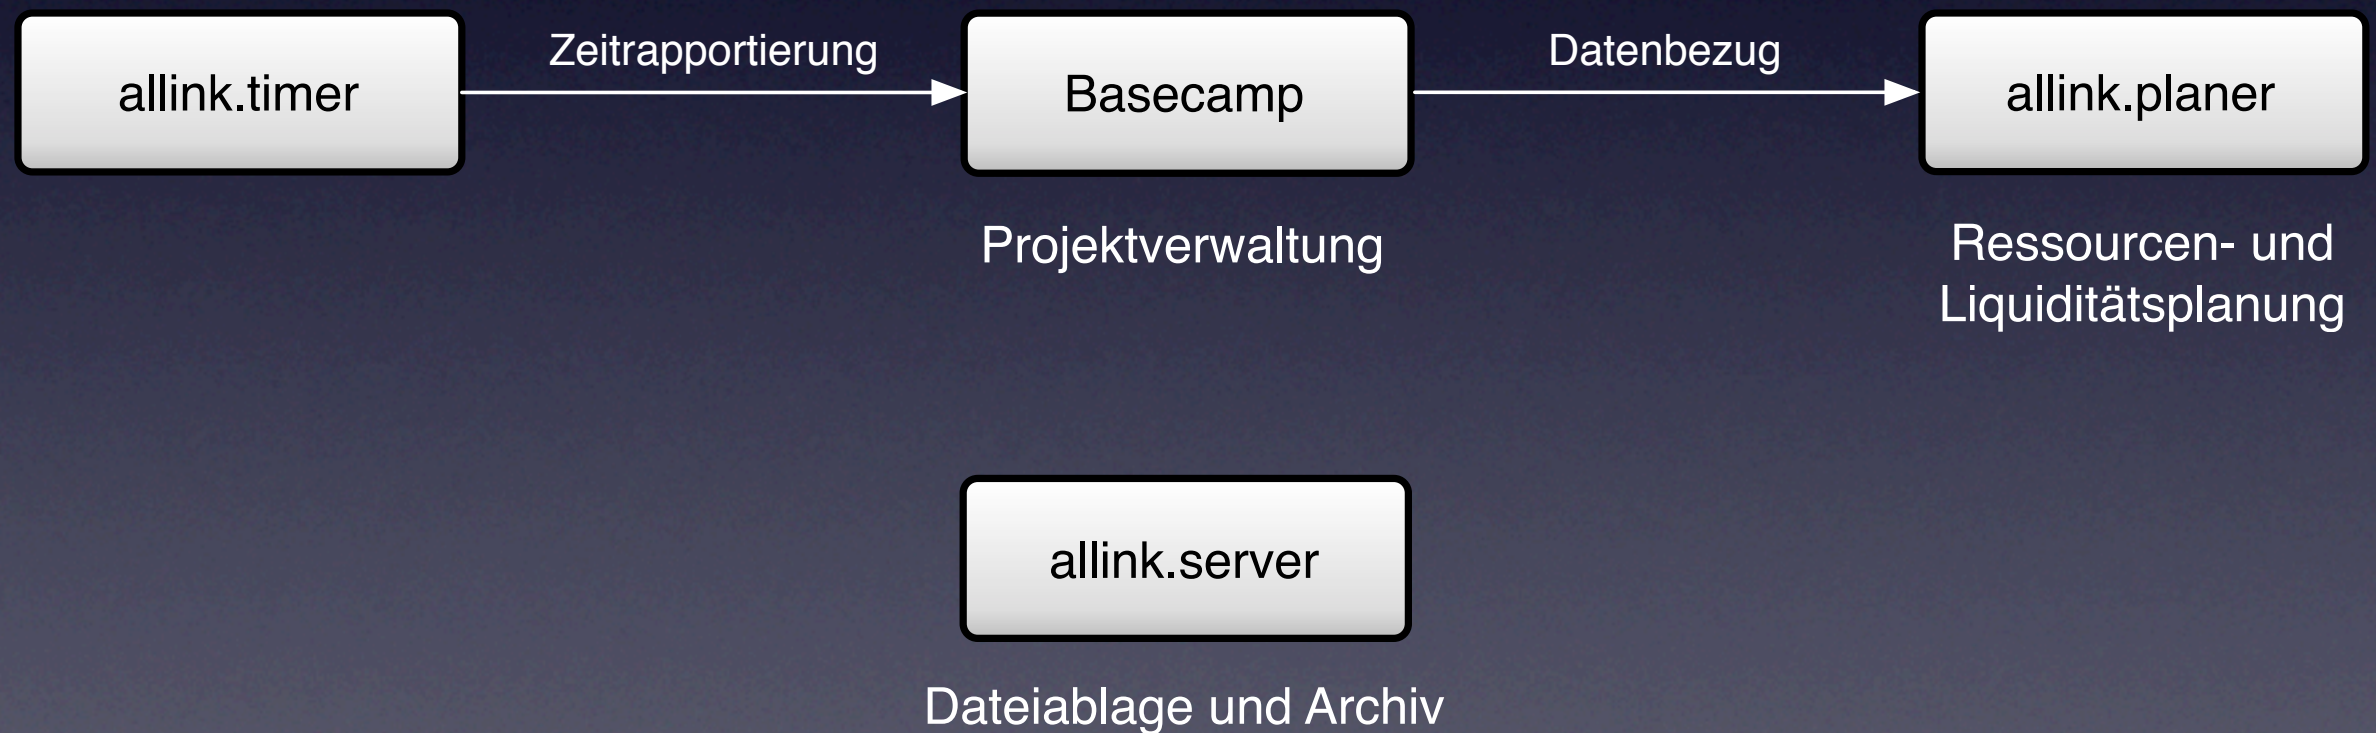 allink.timer
Zeitrapportierung
Basecamp
Datenbezug
allink.planer
Projektverwaltung
Ressourcen- und
Liquiditätsplanung
allink.server
Dateiablage und Archiv